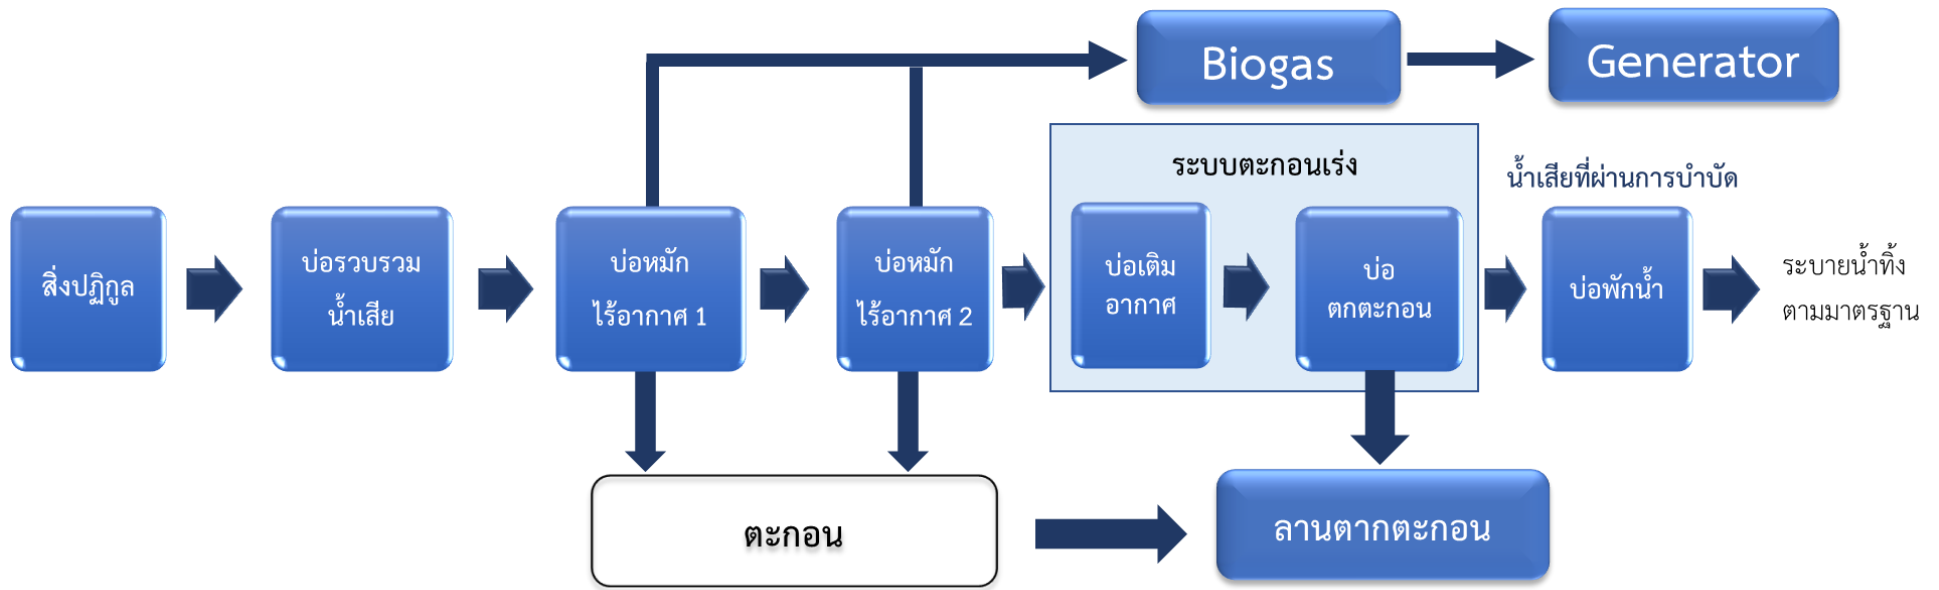 Biogas
Generator
ระบบตะกอนเร่ง
น้ำเสียที่ผ่านการบำบัด
สิ่งปฏิกูล
บ่อรวบรวม
น้ำเสีย
บ่อหมัก
ไร้อากาศ 1
บ่อหมัก
ไร้อากาศ 2
บ่อเติม
อากาศ
บ่อ
ตกตะกอน
บ่อพักน้ำ
ระบายน้ำทิ้ง
ตามมาตรฐาน
ตะกอน
ลานตากตะกอน